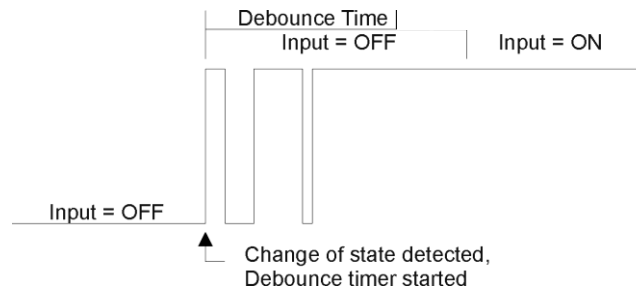 Debounce Time
Input = OFF
Input = ON
Input = OFF
Change of state detected,
Debounce timer started